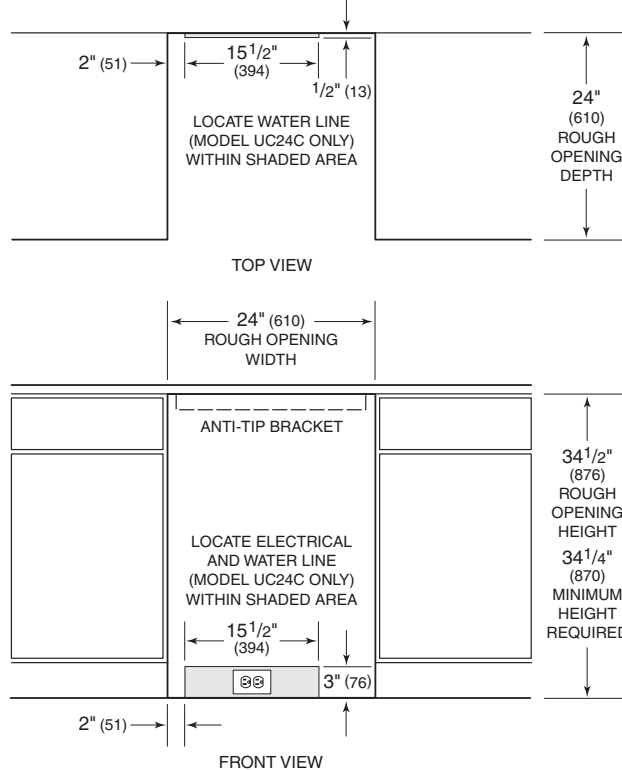 2" (51)
15 1/2"
(394)
1/2" (13)
LOCATE WATER LINE
(MODEL UC24C ONLY)
WITHIN SHADED AREA
24"
(610)
ROUGH
OPENING
DEPTH
TOP VIEW
24" (610)
ROUGH OPENING
WIDTH
ANTI-TIP BRACKET
34 1/2"
(876)
ROUGH
OPENING
HEIGHT
34 1/4"
(870)
MINIMUM
HEIGHT
REQUIRED
LOCATE ELECTRICAL
AND WATER LINE
(MODEL UC24C ONLY)
WITHIN SHADED AREA
15 1/2"
(394)
3" (76)
2" (51)
FRONT VIEW